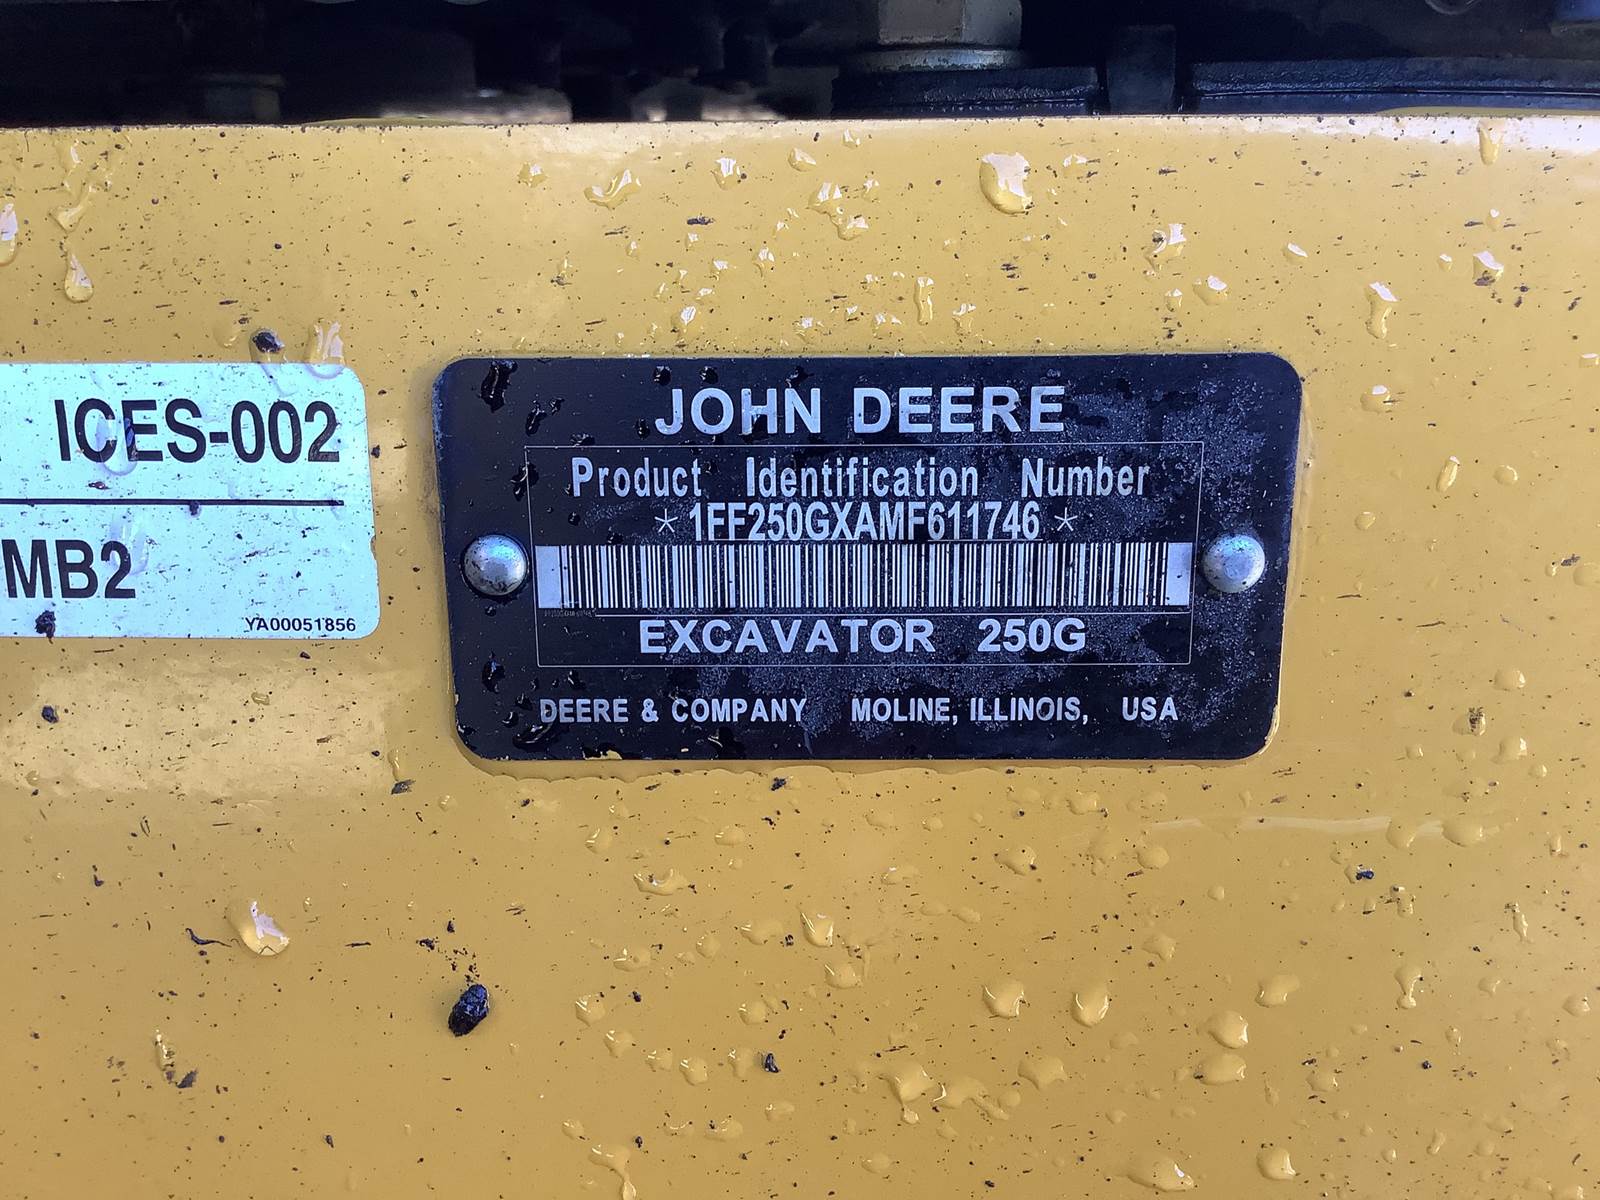 ICES-002
MB2
YA00051856
JOHN DEERE
Product Identification Number
*1FF250GXAMF611746*
EXCAVATOR 250G
DEERE & COMPANY MOLINE, ILLINOIS, USA